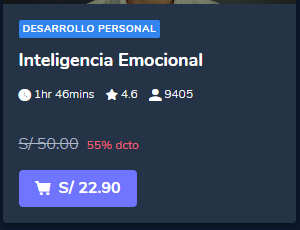 DESARROLLO PERSONAL
Inteligencia Emocional
1hr 46mins 4.6 9405
S/ 50.00 55% dcto
S/ 22.90